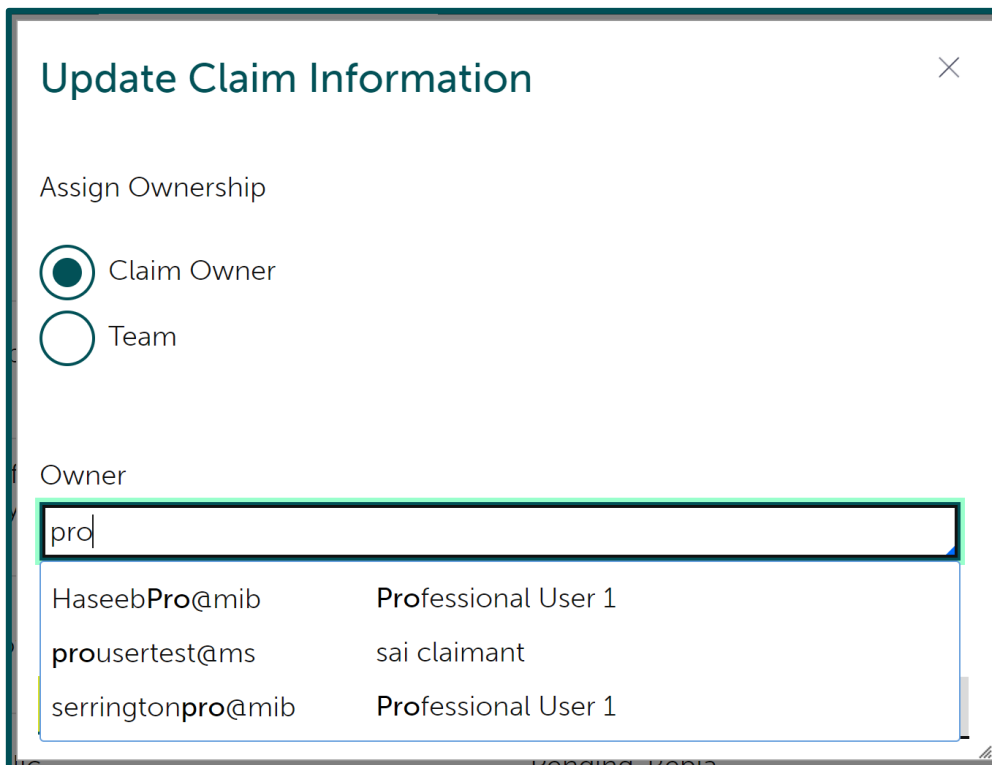 Update Claim Information
Assign Ownership
Claim Owner
Team
Owner
pro
HaseebPro@mib Professional User 1
prousertest@ms sai claimant
serringtonpro@mib Professional User 1